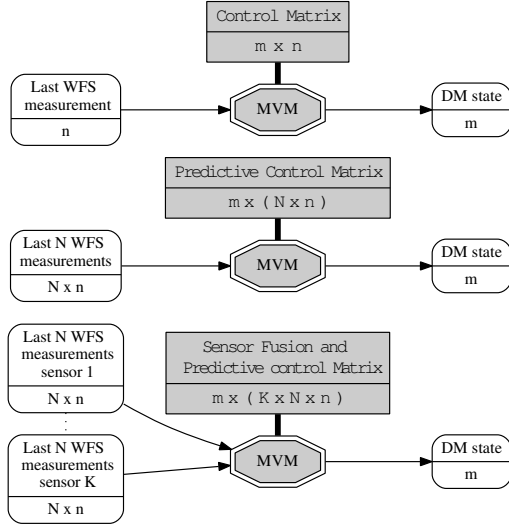 Control Matrix
m x n
Last WFS
measurement
n
MVM
DM state
m
Predictive Control Matrix
m x ( N x n )
Last N WFS
measurements
N x n
MVM
DM state
m
Last N WFS
measurements
sensor 1
N x n
Sensor Fusion and
Predictive control Matrix
m x ( K x N x n )
Last N WFS
measurements
sensor K
N x n
MVM
DM state
m